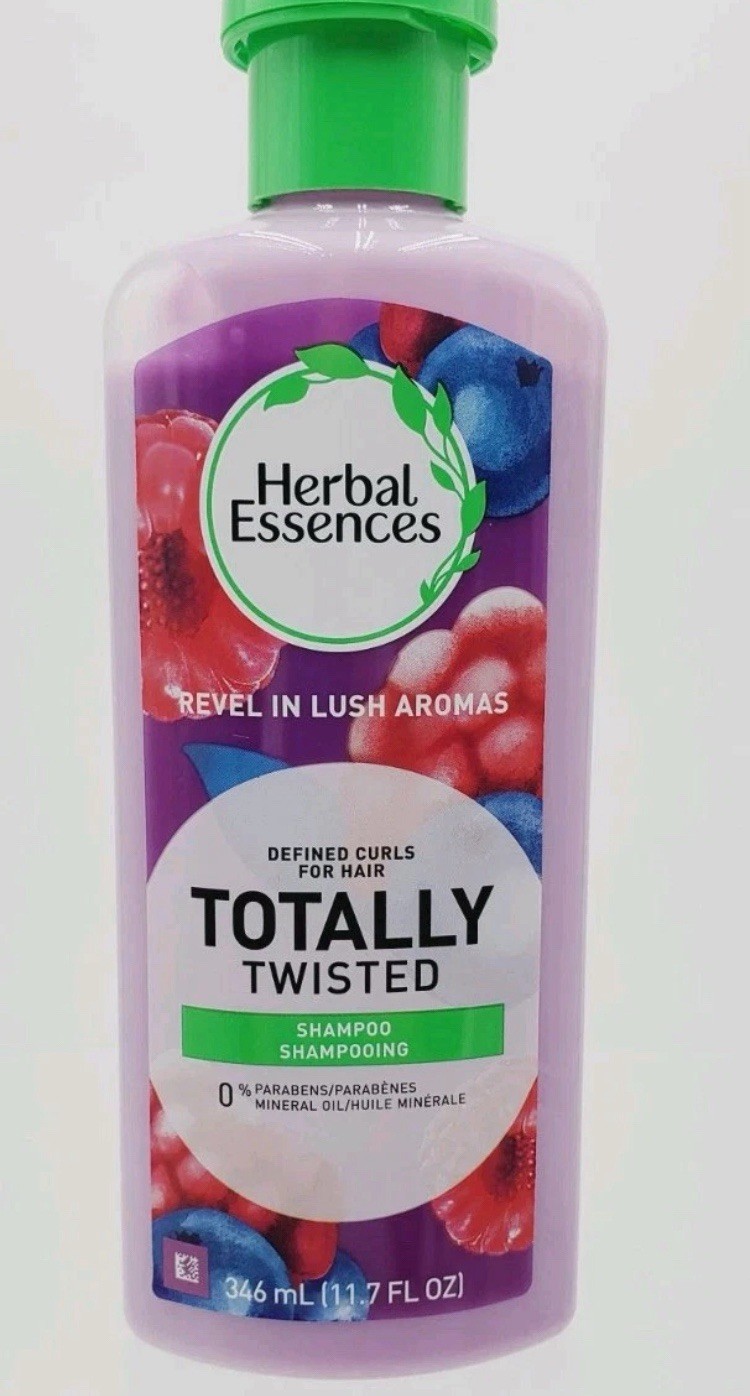 Herbal
Essences
REVEL IN LUSH AROMAS
DEFINED CURLS
FOR HAIR
TOTALLY
TWISTED
SHAMPOO
SHAMPOOING
0% PARABENS/PARABÈNES
MINERAL OIL/HUILE MINÉRALE
346 mL (11.7 FL OZ)